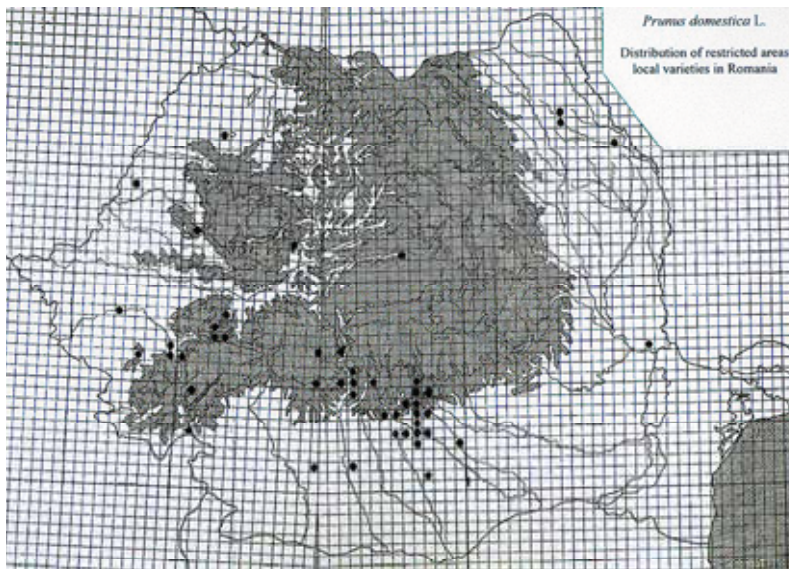 Prunus domestica L.
Distribution of restricted areas
local varieties in Romania